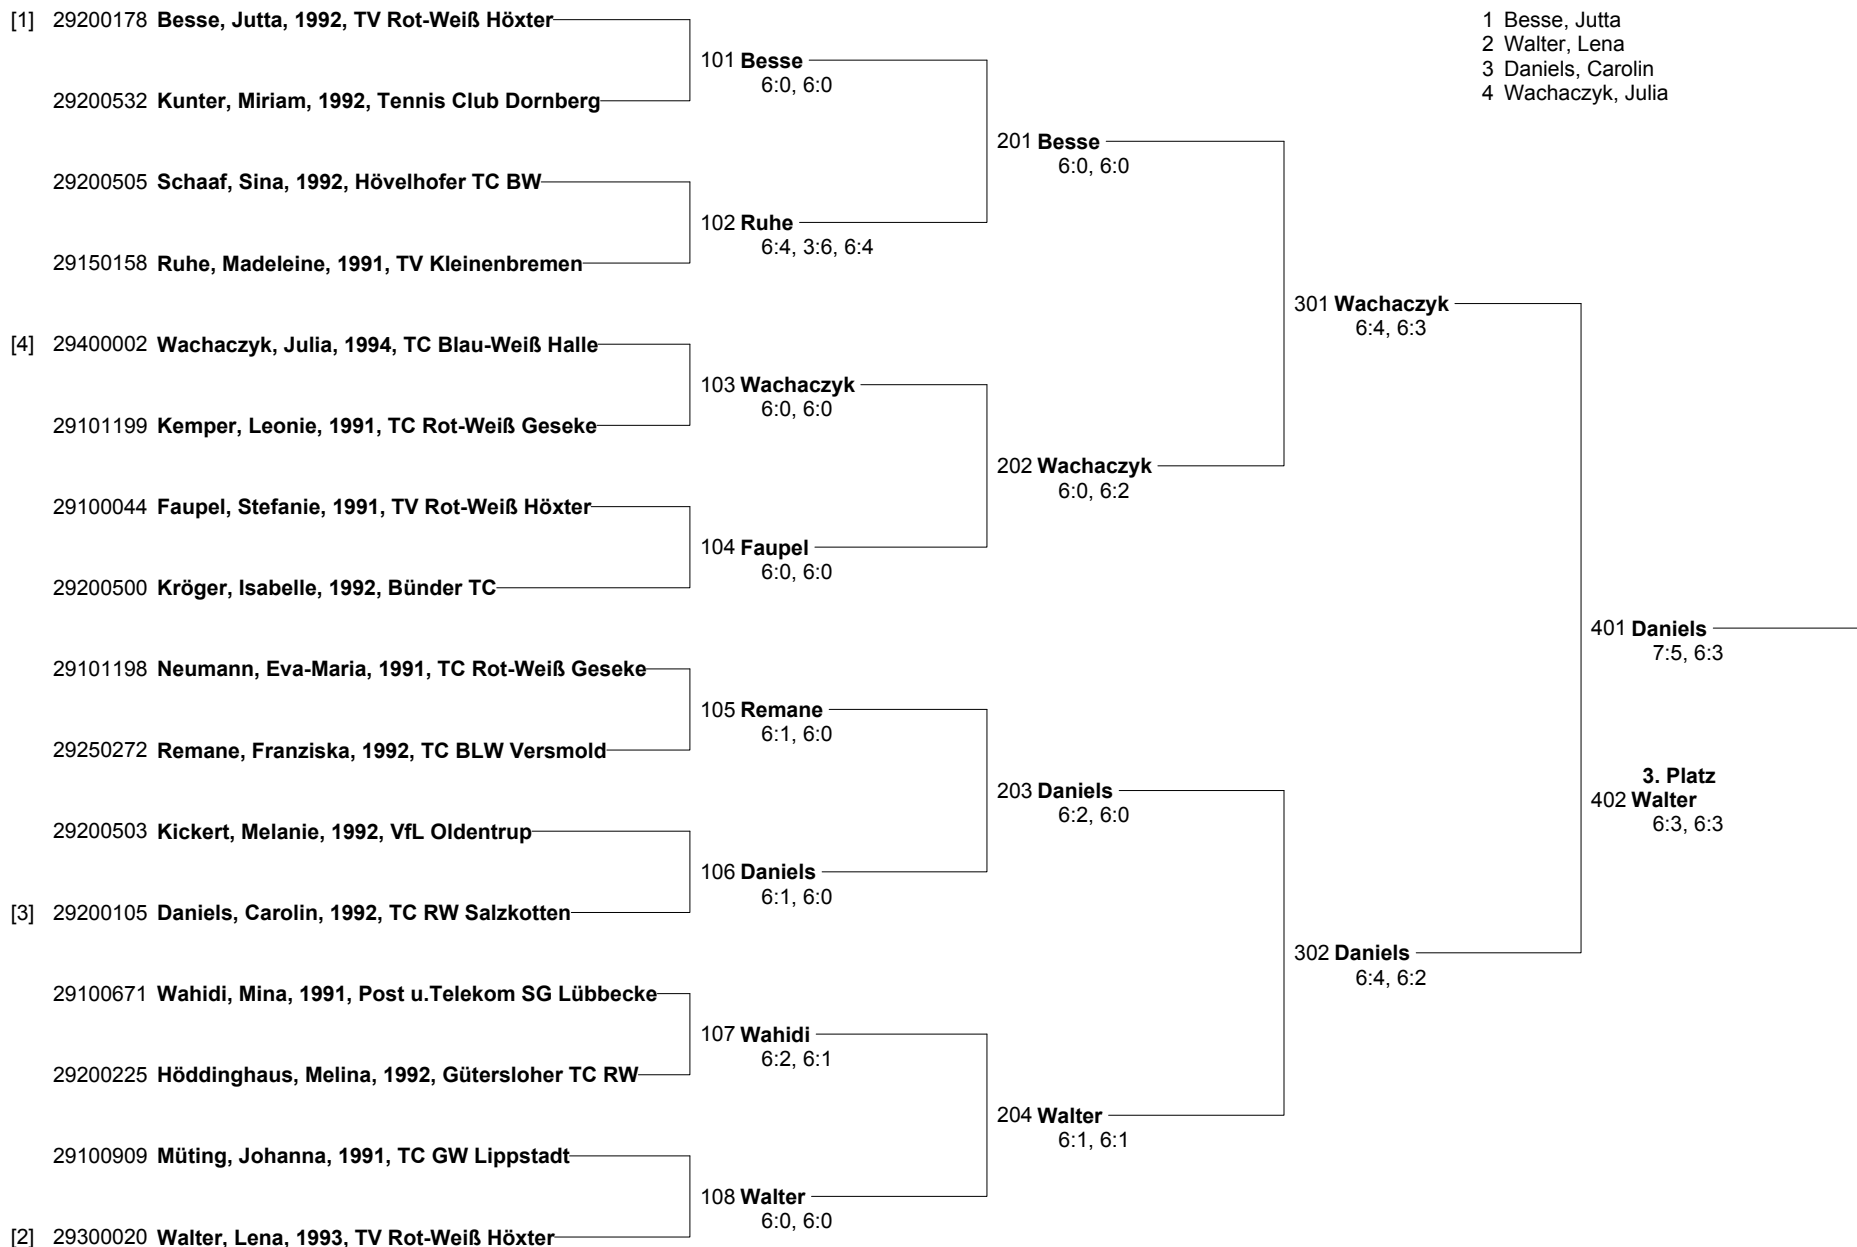 [1] 29200178 Besse, Jutta, 1992, TV Rot-Weiß Höxter
29200532 Kunter, Miriam, 1992, Tennis Club Dornberg
29200505 Schaaf, Sina, 1992, Hövelhofer TC BW
29150158 Ruhe, Madeleine, 1991, TV Kleinenbremen
[4] 29400002 Wachaczyk, Julia, 1994, TC Blau-Weiß Halle
29101199 Kemper, Leonie, 1991, TC Rot-Weiß Geseke
29100044 Faupel, Stefanie, 1991, TV Rot-Weiß Höxter
29200500 Kröger, Isabelle, 1992, Bünder TC
29101198 Neumann, Eva-Maria, 1991, TC Rot-Weiß Geseke
29250272 Remane, Franziska, 1992, TC BLW Versmold
29200503 Kickert, Melanie, 1992, VfL Oldentrup
[3] 29200105 Daniels, Carolin, 1992, TC RW Salzkotten
29100671 Wahidi, Mina, 1991, Post u.Telekom SG Lübbecke
29200225 Höddinghaus, Melina, 1992, Gütersloher TC RW
29100909 Müting, Johanna, 1991, TC GW Lippstadt
[2] 29300020 Walter, Lena, 1993, TV Rot-Weiß Höxter
101 Besse
6:0, 6:0
102 Ruhe
6:4, 3:6, 6:4
103 Wachaczyk
6:0, 6:0
104 Faupel
6:0, 6:0
105 Remane
6:1, 6:0
106 Daniels
6:1, 6:0
107 Wahidi
6:2, 6:1
108 Walter
6:0, 6:0
201 Besse
6:0, 6:0
202 Wachaczyk
6:0, 6:2
203 Daniels
6:2, 6:0
204 Walter
6:1, 6:1
301 Wachaczyk
6:4, 6:3
302 Daniels
6:4, 6:2
401 Daniels
7:5, 6:3
3. Platz
402 Walter
6:3, 6:3
1 Besse, Jutta
2 Walter, Lena
3 Daniels, Carolin
4 Wachaczyk, Julia